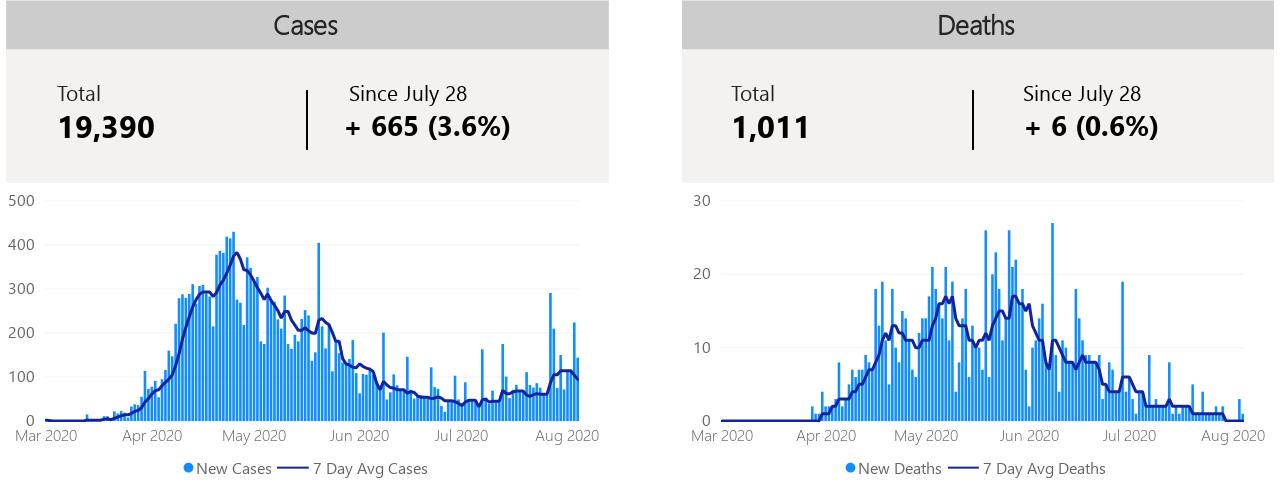 Cases
Total
19,390
Since July 28
+ 665 (3.6%)
500
400
300
200
100
0
Mar 2020 Apr 2020 May 2020 Jun 2020 Jul 2020 Aug 2020
New Cases 7 Day Avg Cases
Deaths
Total
1,011
Since July 28
+ 6 (0.6%)
30
20
10
0
Mar 2020 Apr 2020 May 2020 Jun 2020 Jul 2020 Aug 2020
New Deaths 7 Day Avg Deaths